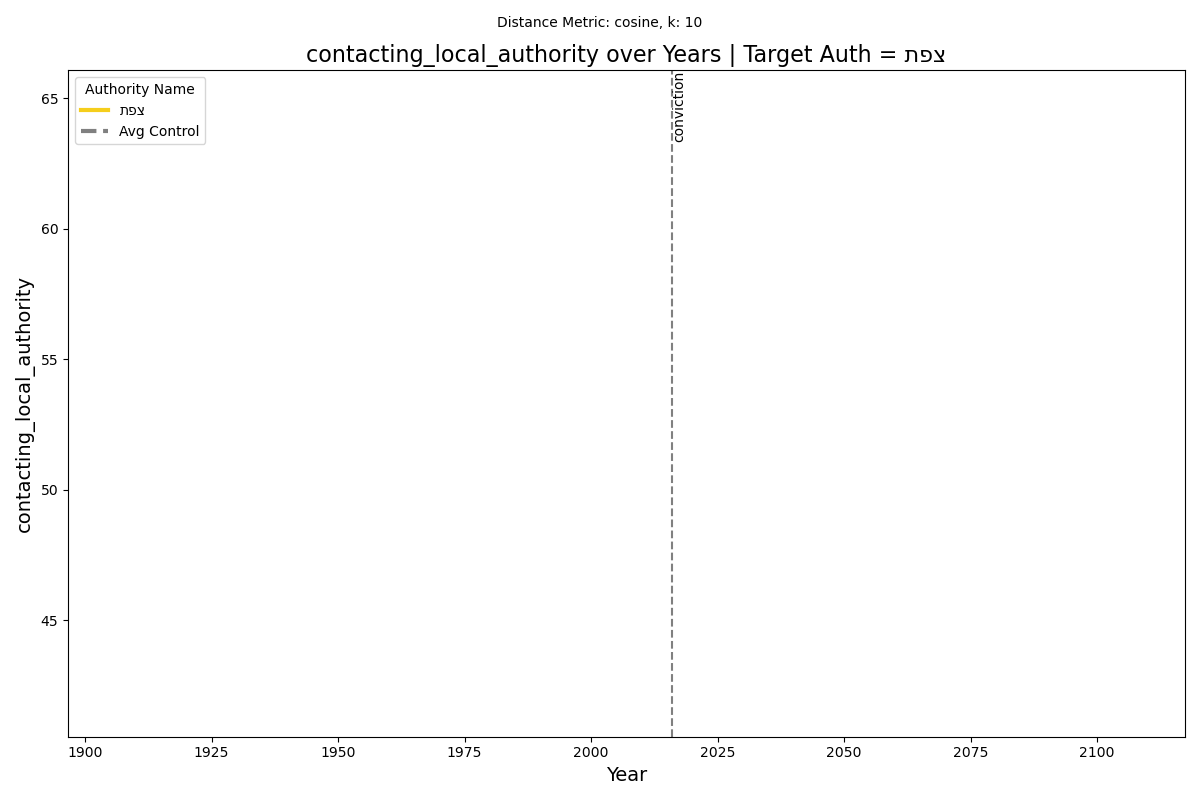 Distance Metric: cosine, k: 10
contacting_local_authority over Years | Target Auth = צפת
Authority Name
צפת
Avg Control
conviction
65
60
55
50
45
contacting_local_authority
1900 1925 1950 1975 2000 2025 2050 2075 2100
Year